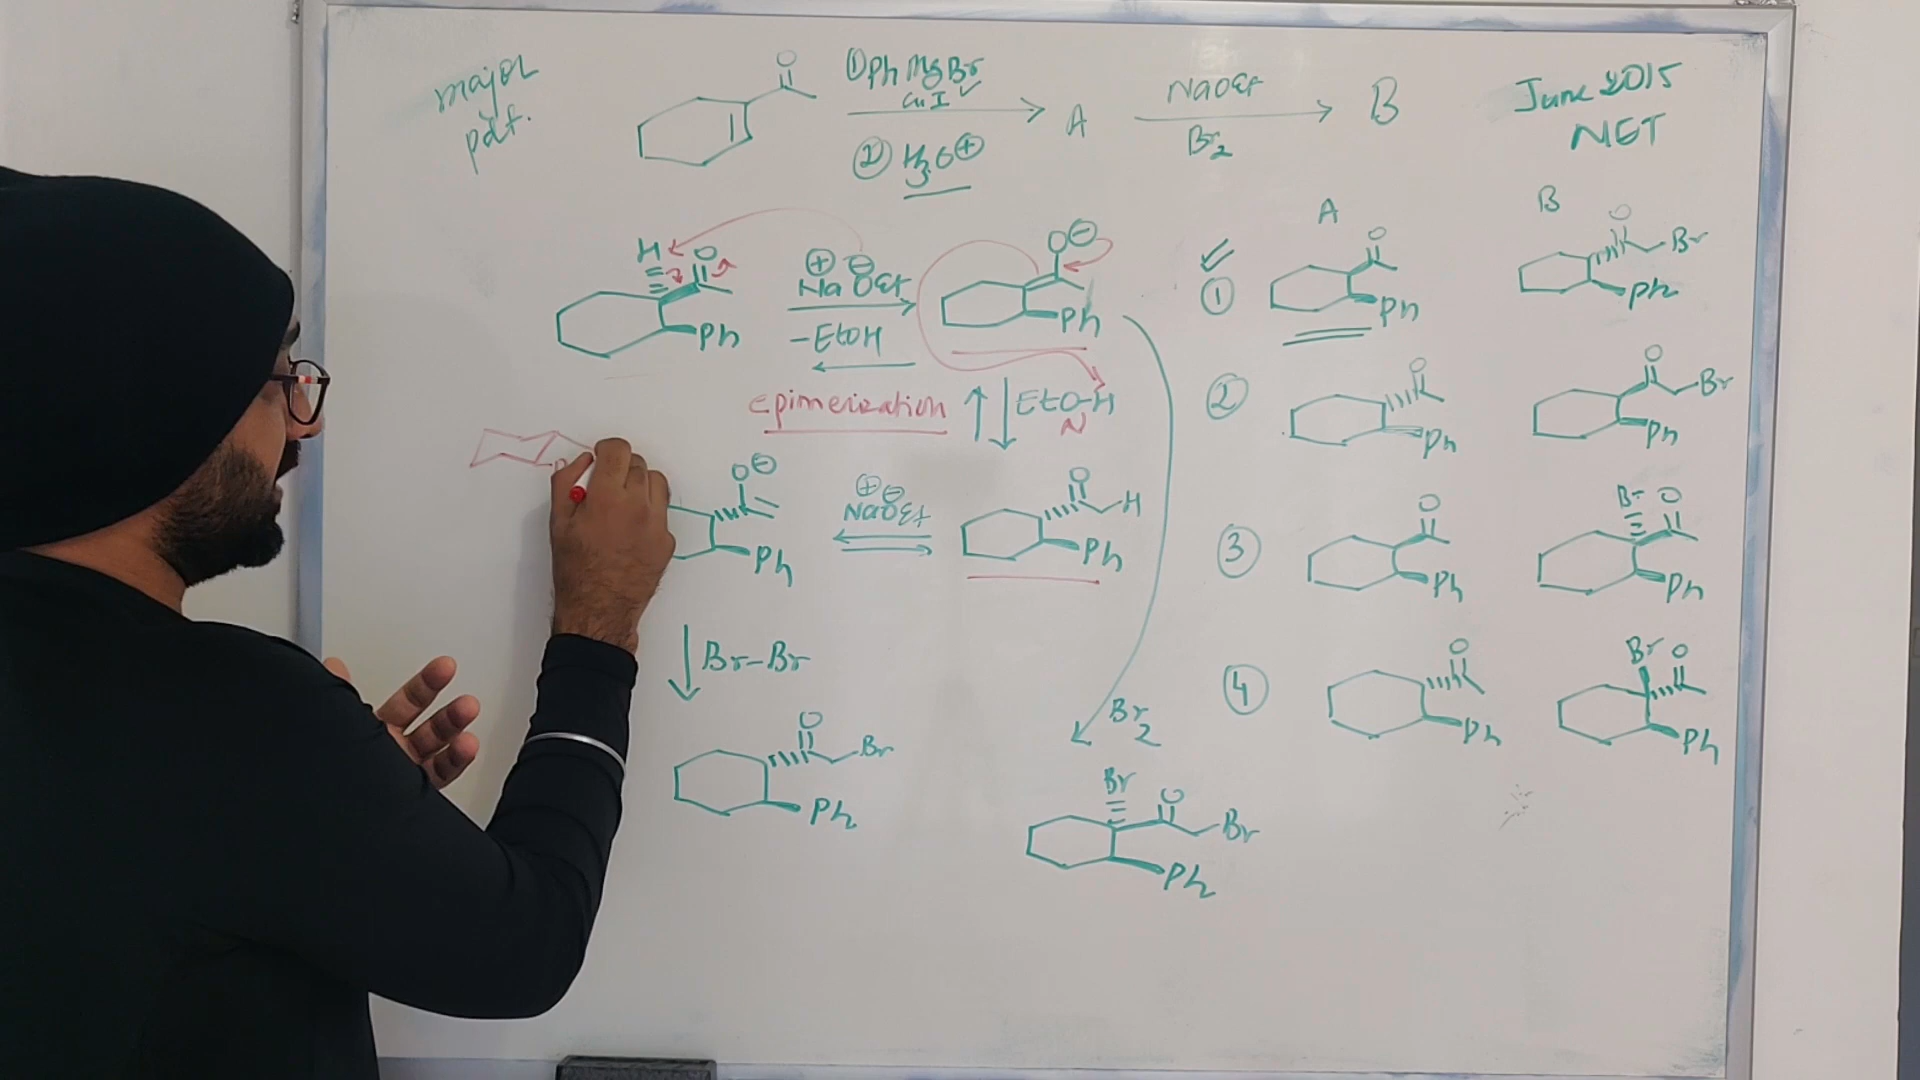 major
pdt.
O
① Ph MgBr
CuI ✓
② H3O⊕
A
NaOEt
Br2
B
June 2015
NET
A
B
H
O
Ph
⊕ ⊖
NaOEt
-EtOH
O⊖
Ph
epimerization
EtO-H
N
O⊖
Ph
⊕⊖
NaOEt
O
H
Ph
Br-Br
O
Br
Ph
Br2
Br
O
Br
Ph
①
O
Ph
O
Br
Ph
②
O
Ph
O
Br
Ph
③
O
Ph
Br
O
Ph
④
O
Ph
Br
O
Ph